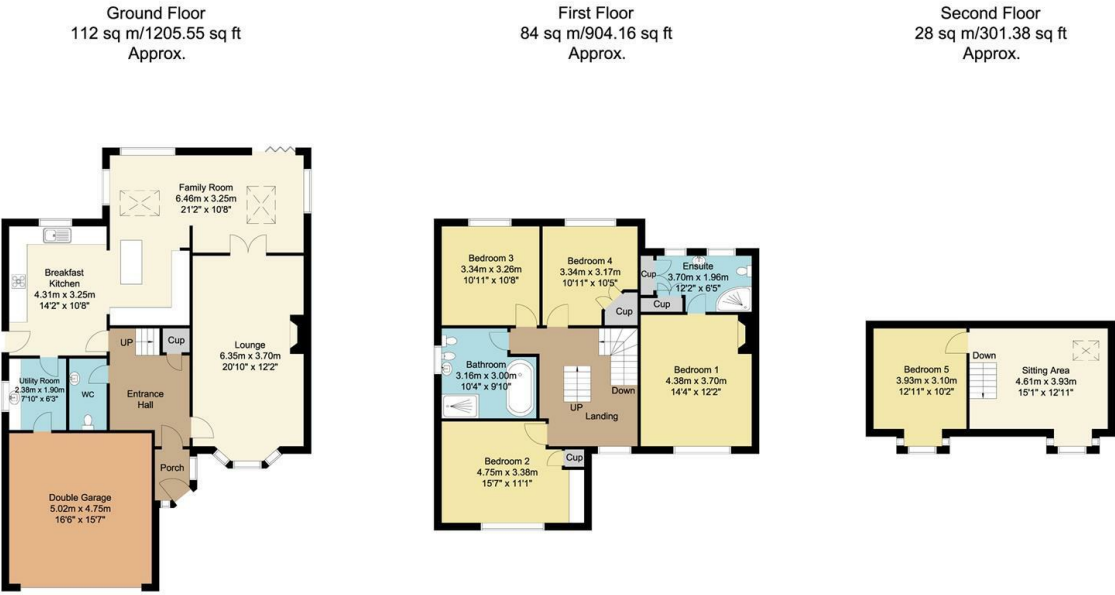 Ground Floor
112 sq m/1205.55 sq ft
Approx.
First Floor
84 sq m/904.16 sq ft
Approx.
Second Floor
28 sq m/301.38 sq ft
Approx.
Family Room
6.46m x 3.25m
21'2" x 10'8"
Breakfast
Kitchen
4.31m x 3.25m
14'2" x 10'8"
UP
Cup
Lounge
6.35m x 3.70m
20'10" x 12'2"
Utility Room
2.38m x 1.90m
7'10" x 6'3"
WC
Entrance
Hall
Porch
Double Garage
5.02m x 4.75m
16'6" x 15'7"
Bedroom 3
3.34m x 3.26m
10'11" x 10'8"
Bedroom 4
3.34m x 3.17m
10'11" x 10'5"
Cup
Cup
Ensuite
3.70m x 1.96m
12'2" x 6'5"
Cup
Bathroom
3.16m x 3.00m
10'4" x 9'10"
Down
UP
Landing
Bedroom 1
4.38m x 3.70m
14'4" x 12'2"
Bedroom 2
4.75m x 3.38m
15'7" x 11'1"
Cup
Bedroom 5
3.93m x 3.10m
12'11" x 10'2"
Down
Sitting Area
4.61m x 3.93m
15'1" x 12'11"